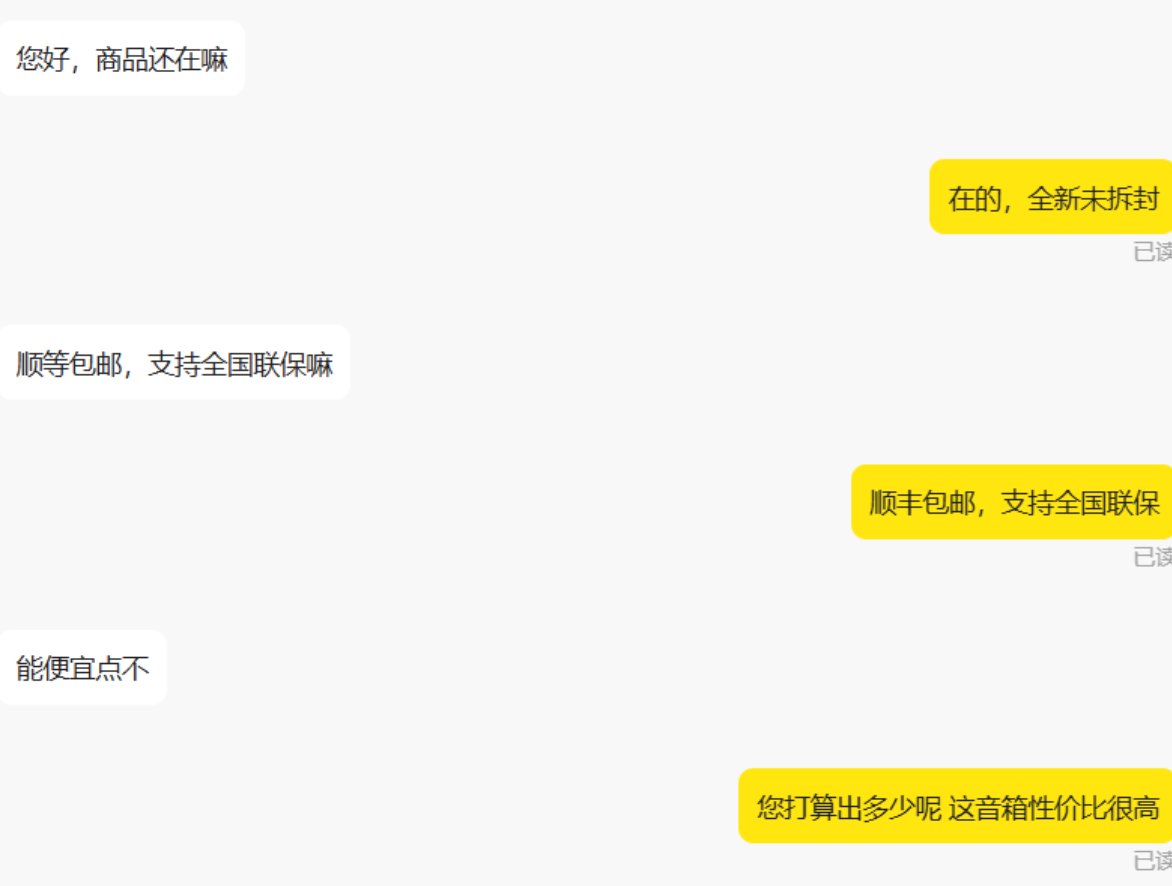 您好，商品还在嘛
在的，全新未拆封
已读
顺等包邮，支持全国联保嘛
顺丰包邮，支持全国联保
已读
能便宜点不
您打算出多少呢 这音箱性价比很高
已读